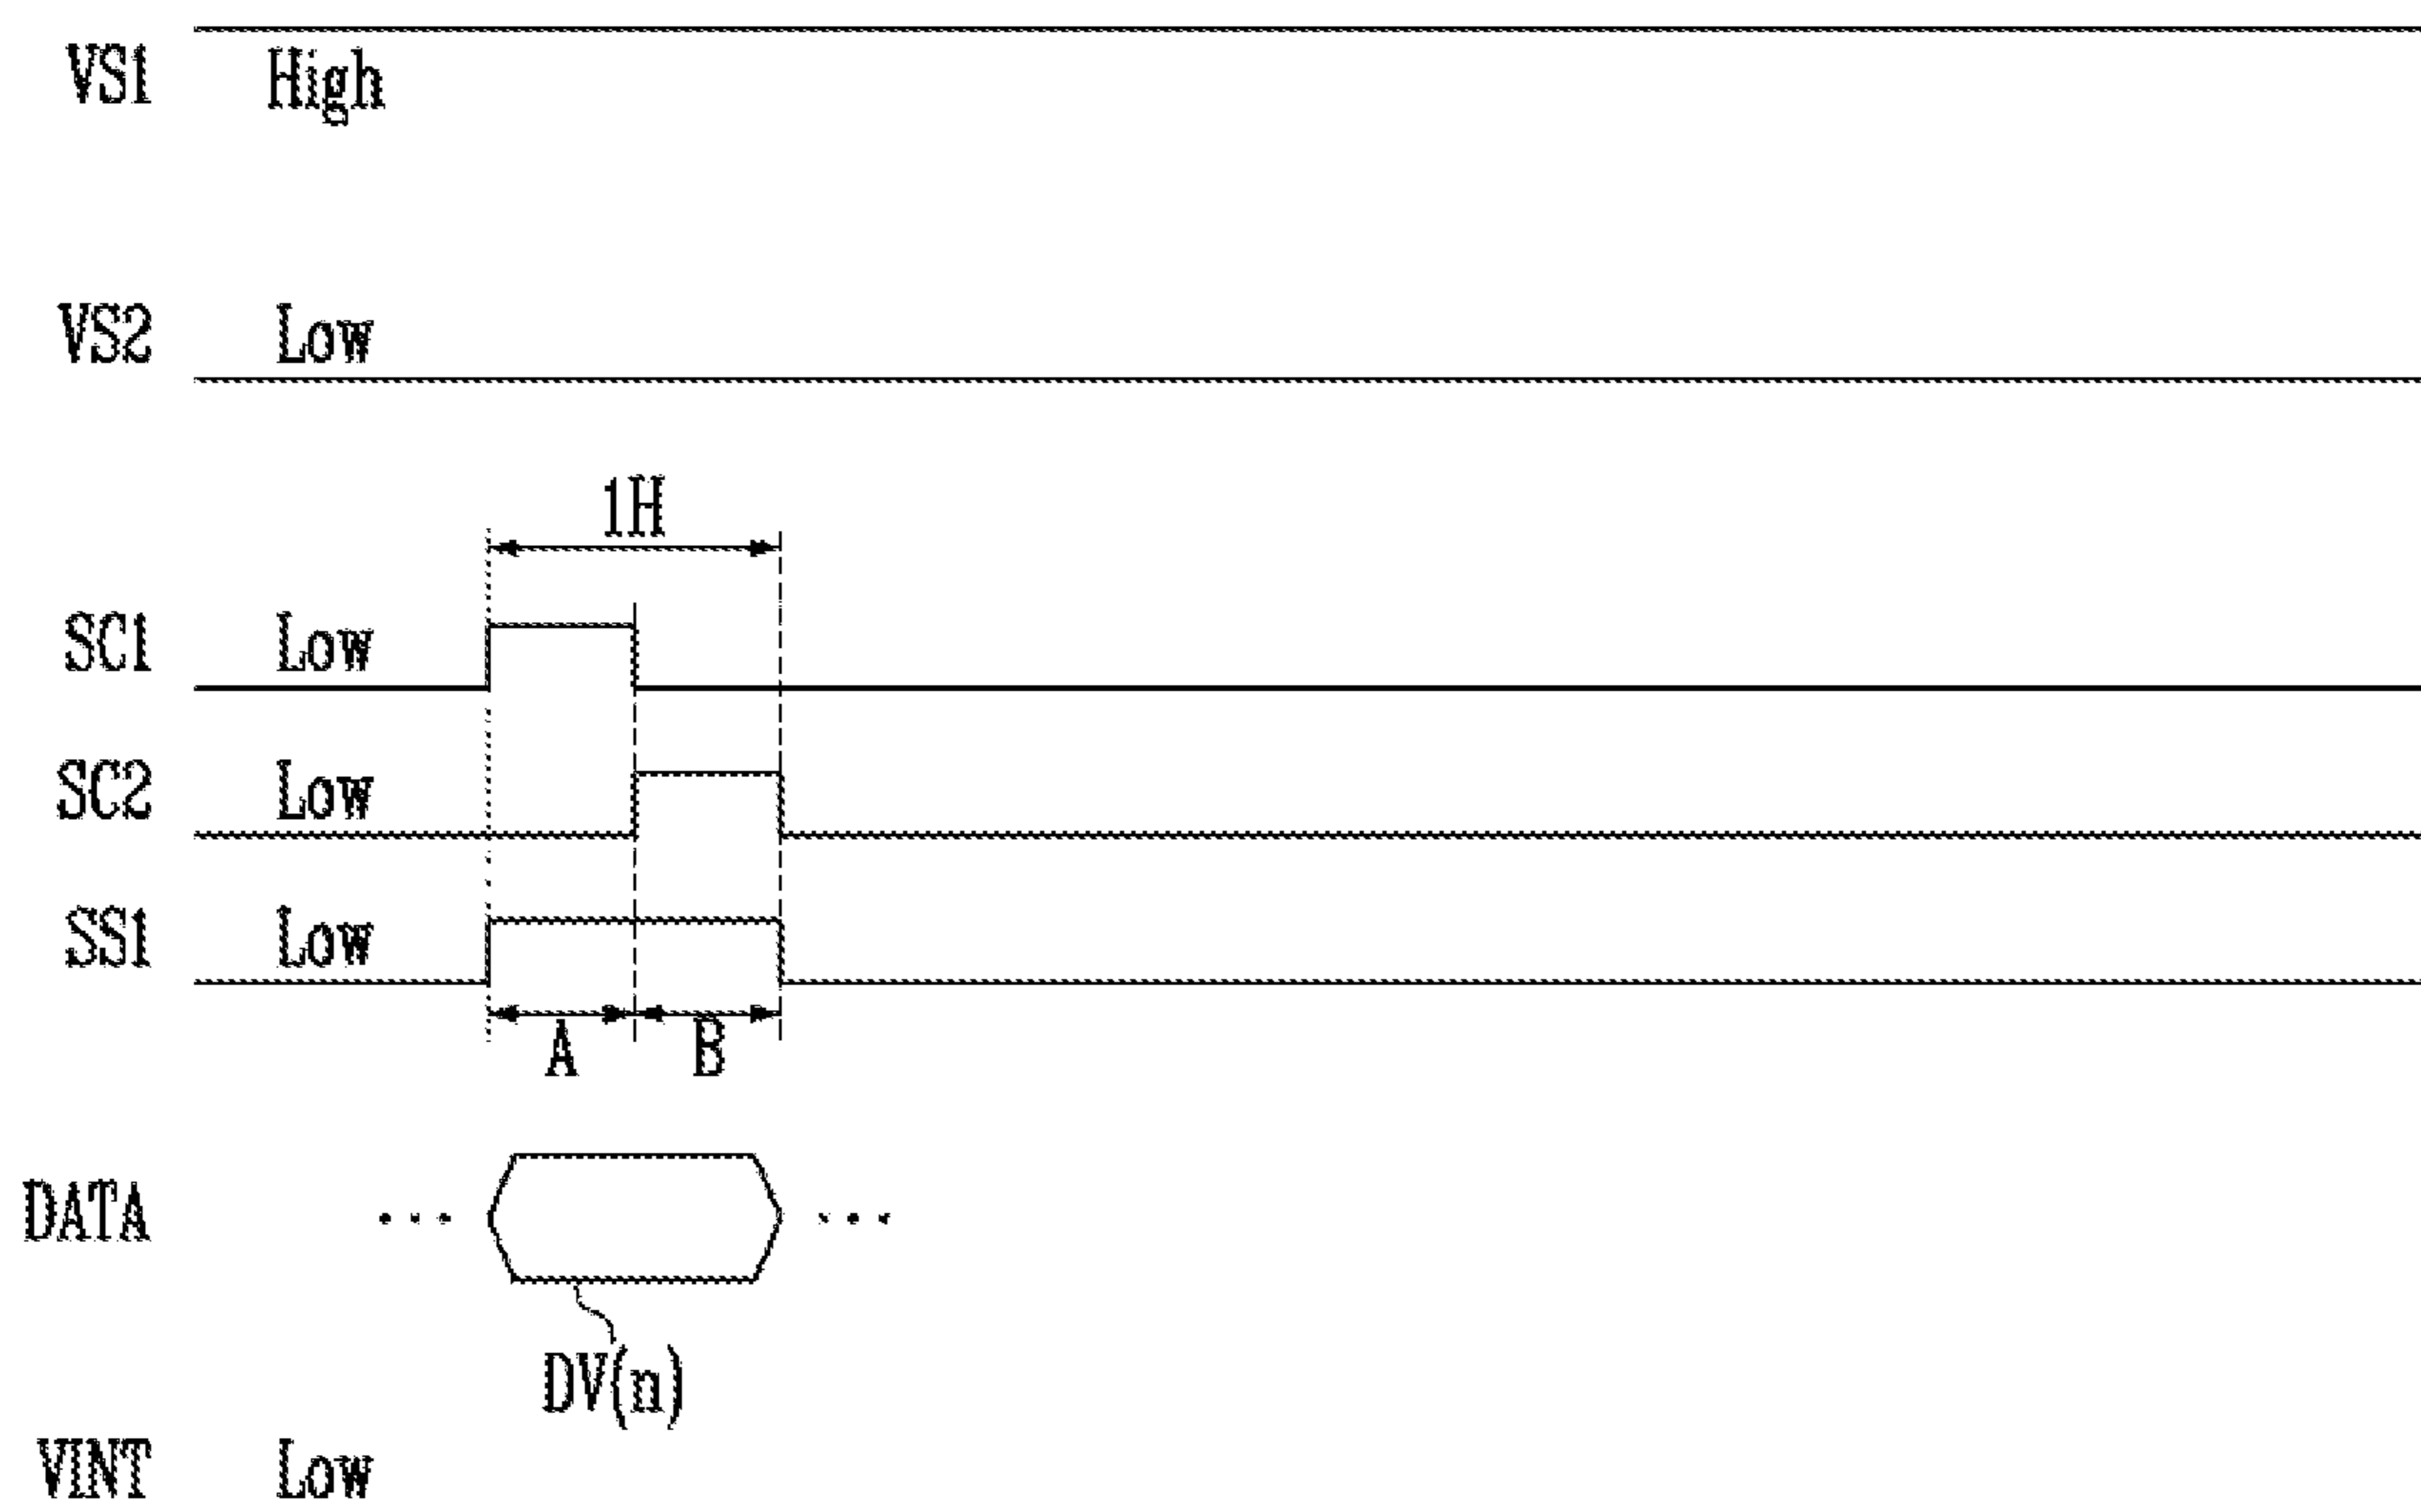 VS1 High
VS2 Low
1H
SC1 Low
SC2 Low
SS1 Low
A B
DATA ... ...
DV(n)
VINT Low